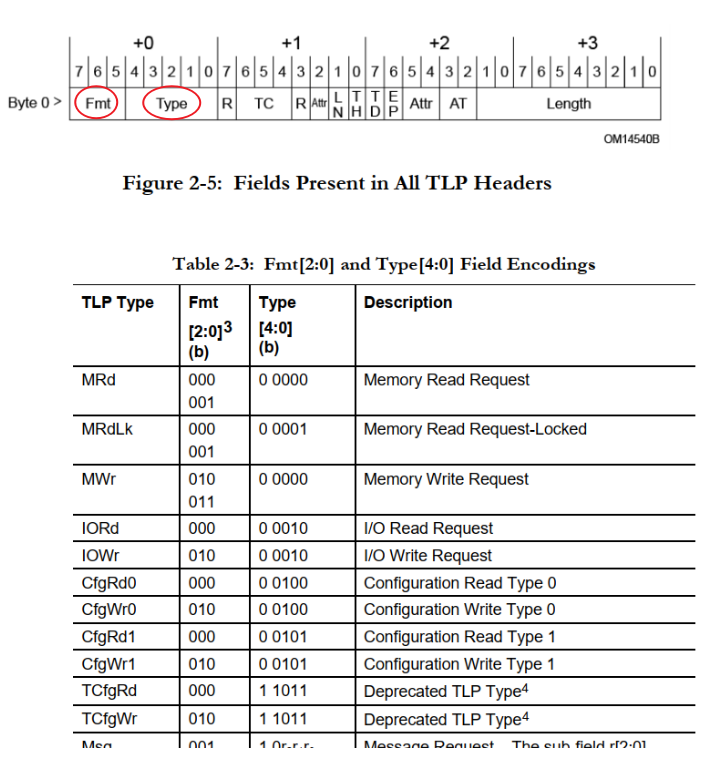 +0 +1 +2 +3
7 6 5 4 3 2 1 0 7 6 5 4 3 2 1 0 7 6 5 4 3 2 1 0 7 6 5 4 3 2 1 0
Byte 0 > Fmt Type R TC R Attr LN TH TD EP Attr AT Length
OM14540B
Figure 2-5: Fields Present in All TLP Headers
Table 2-3: Fmt[2:0] and Type[4:0] Field Encodings
TLP Type Fmt Type Description
[2:0]3 [4:0]
(b) (b)
MRd 000 0 0000 Memory Read Request
001
MRdLk 000 0 0001 Memory Read Request-Locked
001
MWr 010 0 0000 Memory Write Request
011
IORd 000 0 0010 I/O Read Request
IOWr 010 0 0010 I/O Write Request
CfgRd0 000 0 0100 Configuration Read Type 0
CfgWr0 010 0 0100 Configuration Write Type 0
CfgRd1 000 0 0101 Configuration Read Type 1
CfgWr1 010 0 0101 Configuration Write Type 1
TCfgRd 000 1 1011 Deprecated TLP Type4
TCfgWr 010 1 1011 Deprecated TLP Type4
Msg 001 Message Request The sub field r[2:0]